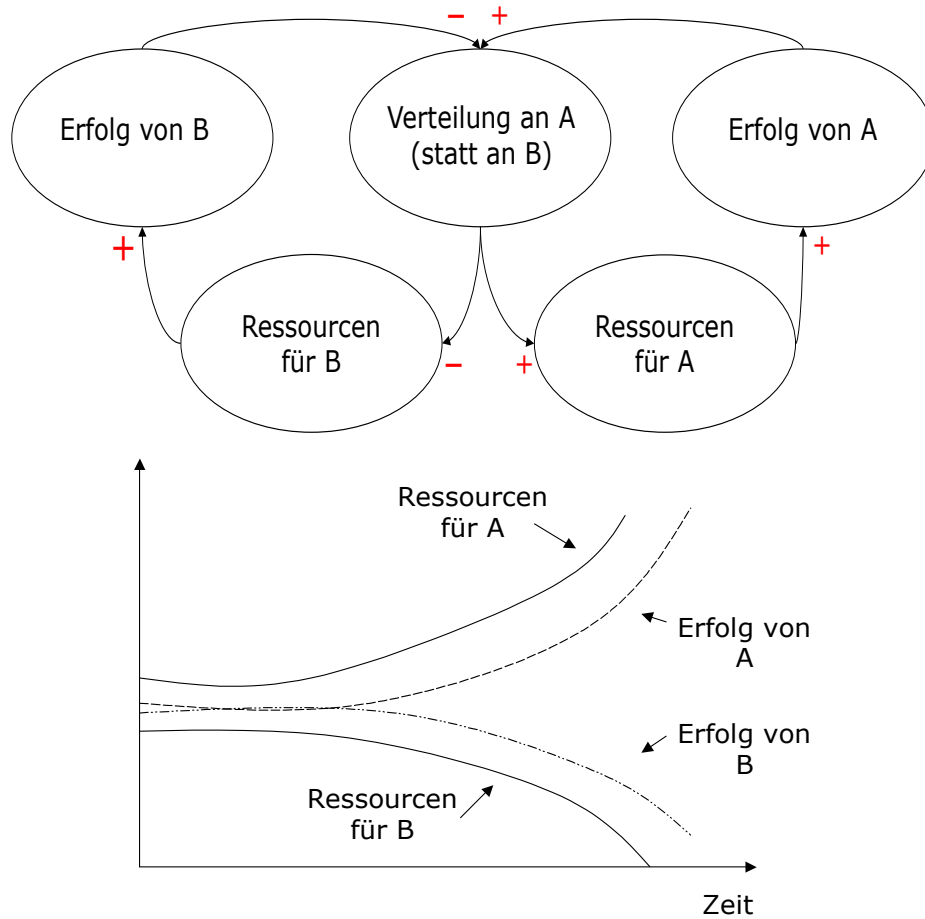 − +
Erfolg von B
Verteilung an A
(statt an B)
Erfolg von A
+
+
Ressourcen
für B
Ressourcen
für A
− +
Ressourcen
für A
Erfolg von
A
Erfolg von
B
Ressourcen
für B
Zeit